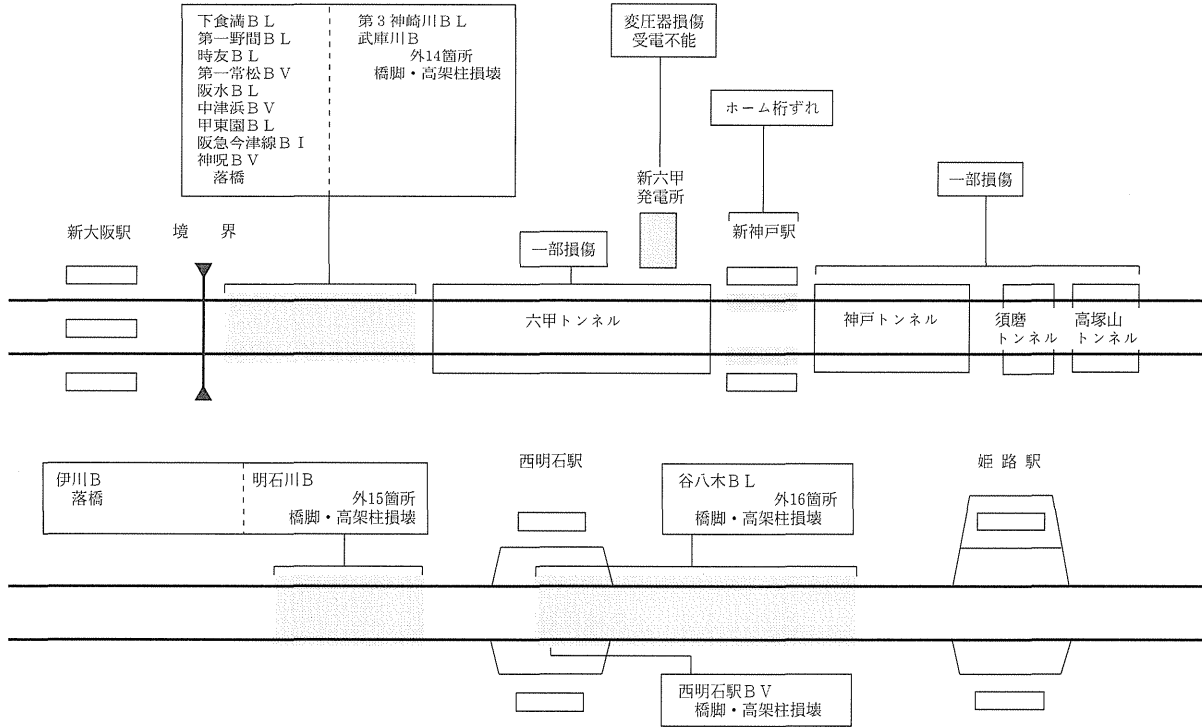 下食満ＢＬ
第一野間ＢＬ
時友ＢＬ
第一常松ＢＶ
阪水ＢＬ
中津浜ＢＶ
甲東園ＢＬ
阪急今津線ＢＩ
神呪ＢＶ
落橋
第３神崎川ＢＬ
武庫川Ｂ
外14箇所
橋脚・高架柱損壊
変圧器損傷
受電不能
ホーム桁ずれ
新六甲
発電所
一部損傷
新大阪駅
境界
一部損傷
新神戸駅
六甲トンネル
神戸トンネル
須磨
トンネル
高塚山
トンネル
伊川Ｂ
落橋
明石川Ｂ
外15箇所
橋脚・高架柱損壊
西明石駅
谷八木ＢＬ
外16箇所
橋脚・高架柱損壊
姫路駅
西明石駅ＢＶ
橋脚・高架柱損壊